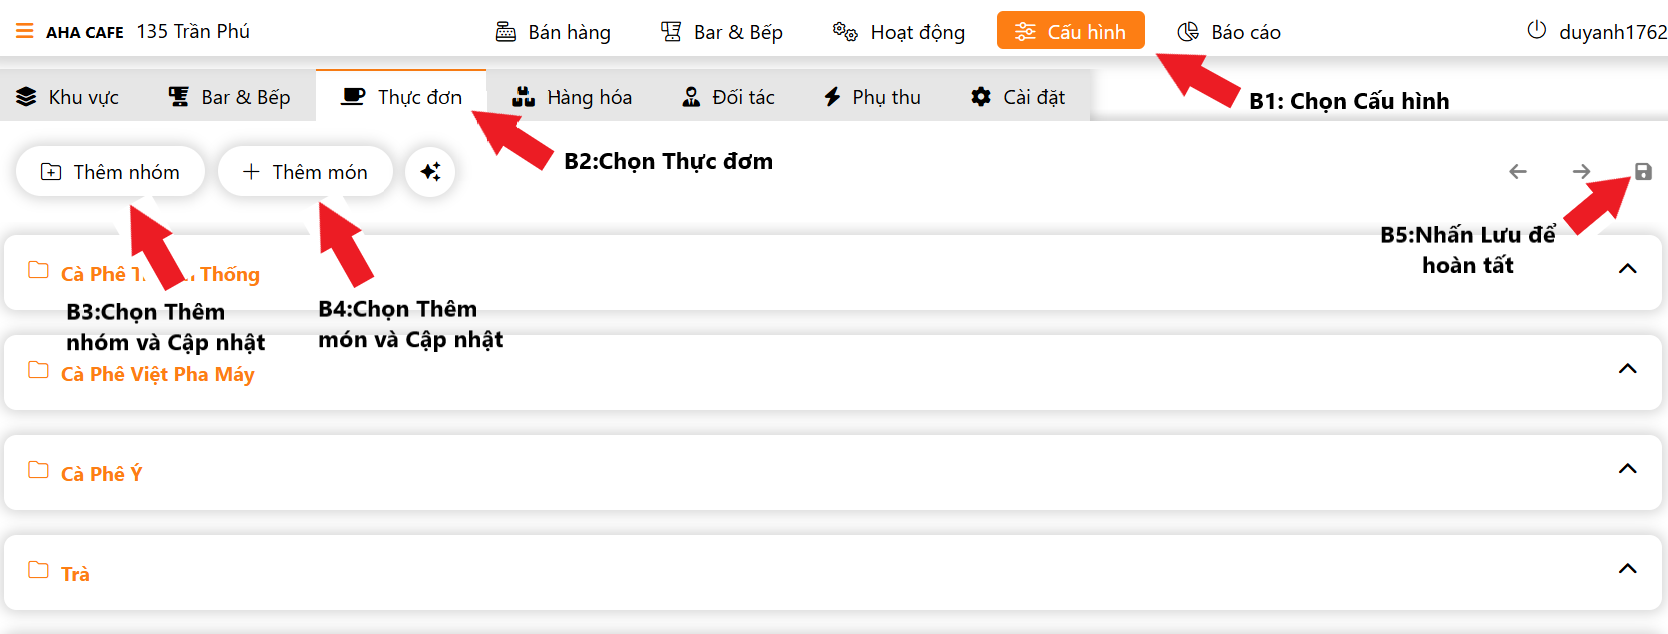 AHA CAFE 135 Trần Phú Bán hàng Bar & Bếp Hoạt động Cấu hình Báo cáo duyanh1762
Khu vực Bar & Bếp Thực đơn Hàng hóa Đối tác Phụ thu Cài đặt
B1: Chọn Cấu hình
B2:Chọn Thực đơm
Thêm nhóm Thêm món
B5:Nhấn Lưu để
hoàn tất
Cà Phê Thống
B3:Chọn Thêm
nhóm và Cập nhật
B4:Chọn Thêm
món và Cập nhật
Cà Phê Việt Pha Máy
Cà Phê Ý
Trà